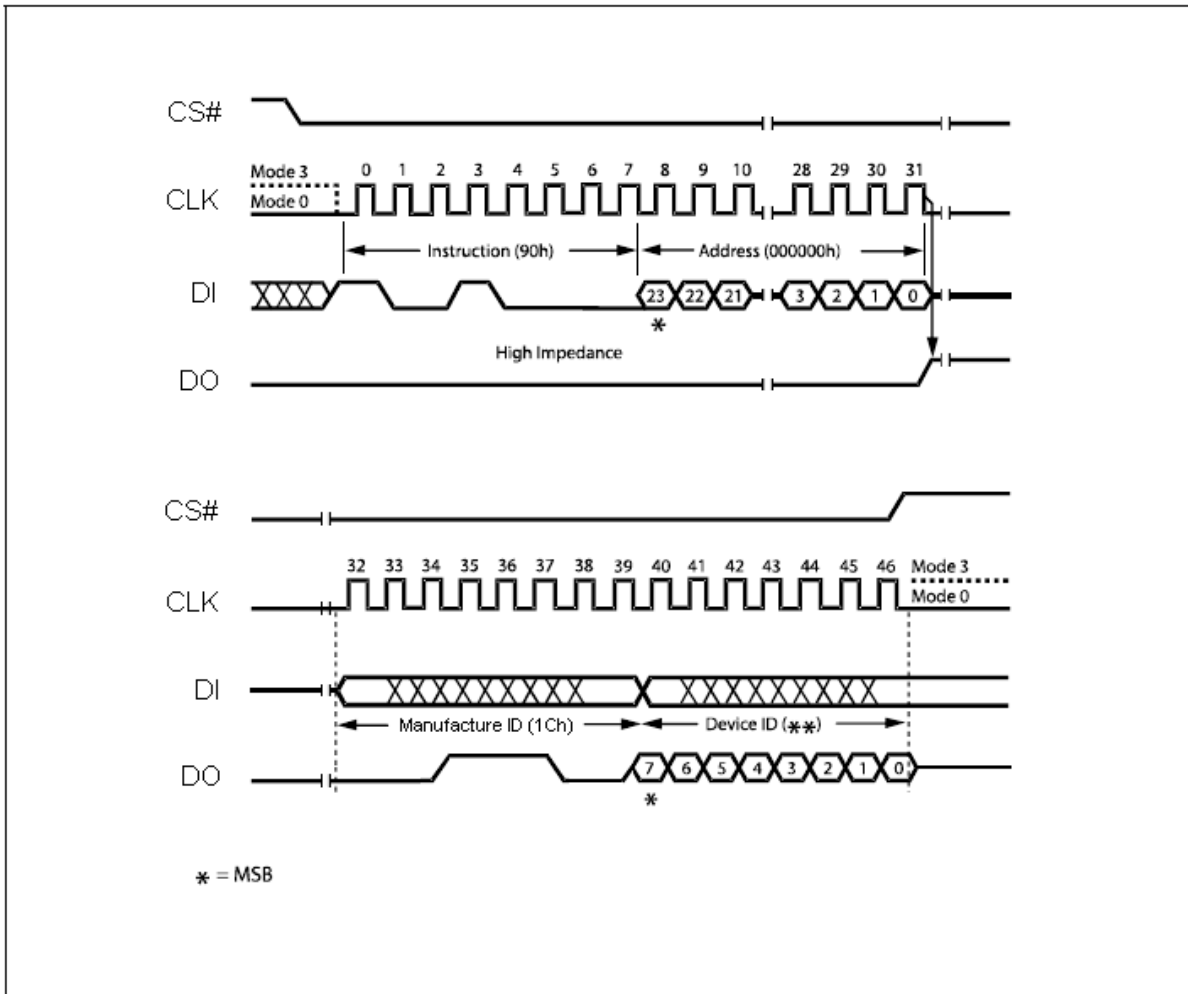 CS#
Mode 3 0 1 2 3 4 5 6 7 8 9 10 28 29 30 31
CLK Mode 0
Instruction (90h) Address (000000h)
DI 23 22 21 3 2 1 0
*
High Impedance
DO
CS#
32 33 34 35 36 37 38 39 40 41 42 43 44 45 46 Mode 3
CLK Mode 0
DI
Manufacture ID (1Ch) Device ID (**)
DO 7 6 5 4 3 2 1 0
*
* = MSB